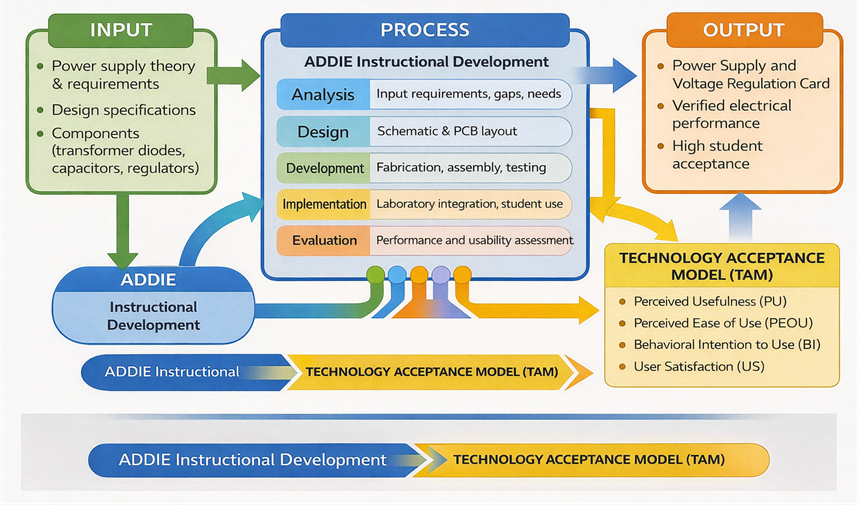 INPUT
Power supply theory
& requirements
Design specifications
Components
(transformer diodes,
capacitors, regulators)
PROCESS
ADDIE Instructional Development
Analysis Input requirements, gaps, needs
Design Schematic & PCB layout
Development Fabrication, assembly, testing
Implementation Laboratory integration, student use
Evaluation Performance and usability assessment
OUTPUT
Power Supply and
Voltage Regulation Card
Verified electrical
performance
High student
acceptance
ADDIE
Instructional
Development
TECHNOLOGY ACCEPTANCE
MODEL (TAM)
Perceived Usefulness (PU)
Perceived Ease of Use (PEOU)
Behavioral Intention to Use (BI)
User Satisfaction (US)
ADDIE Instructional TECHNOLOGY ACCEPTANCE MODEL (TAM)
ADDIE Instructional Development TECHNOLOGY ACCEPTANCE MODEL (TAM)